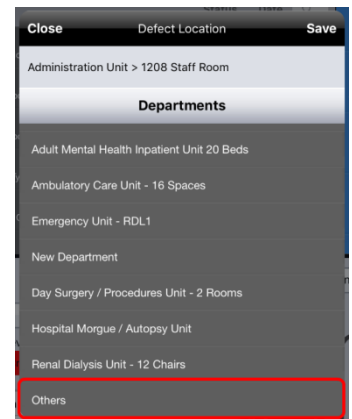 Status Date
Close Defect Location Save
Administration Unit > 1208 Staff Room
Departments
Adult Mental Health Inpatient Unit 20 Beds
Ambulatory Care Unit - 16 Spaces
Emergency Unit - RDL1
New Department
Day Surgery / Procedures Unit - 2 Rooms
Hospital Morgue / Autopsy Unit
Renal Dialysis Unit - 12 Chairs
Others